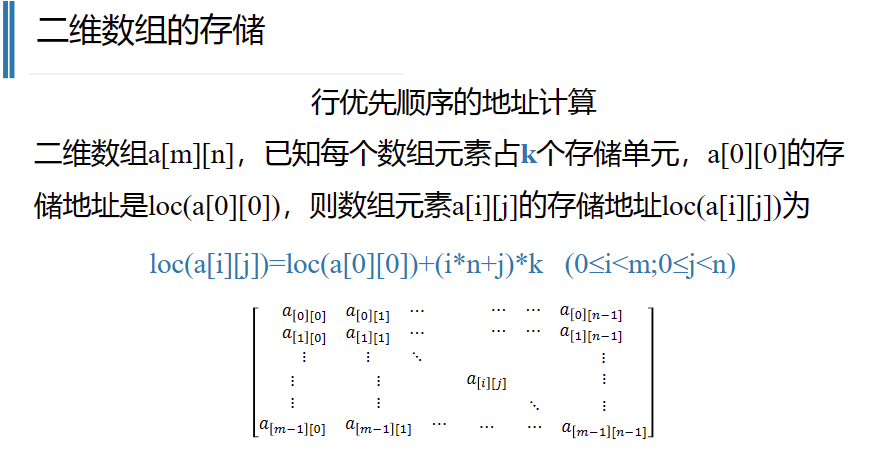 二维数组的存储
行优先顺序的地址计算
二维数组a[m][n]，已知每个数组元素占k个存储单元，a[0][0]的存
储地址是loc(a[0][0])，则数组元素a[i][j]的存储地址loc(a[i][j])为
loc(a[i][j])=loc(a[0][0])+(i*n+j)*k (0≤i<m;0≤j<n)
a[0][0] a[0][1] ⋯ ⋯ ⋯ a[0][n−1]
a[1][0] a[1][1] ⋯ ⋯ ⋯ a[1][n−1]
⋮ ⋮ ⋱ ⋮
⋮ ⋮ a[i][j] ⋮
⋮ ⋮ ⋱ ⋮
a[m−1][0] a[m−1][1] ⋯ ⋯ ⋯ a[m−1][n−1]